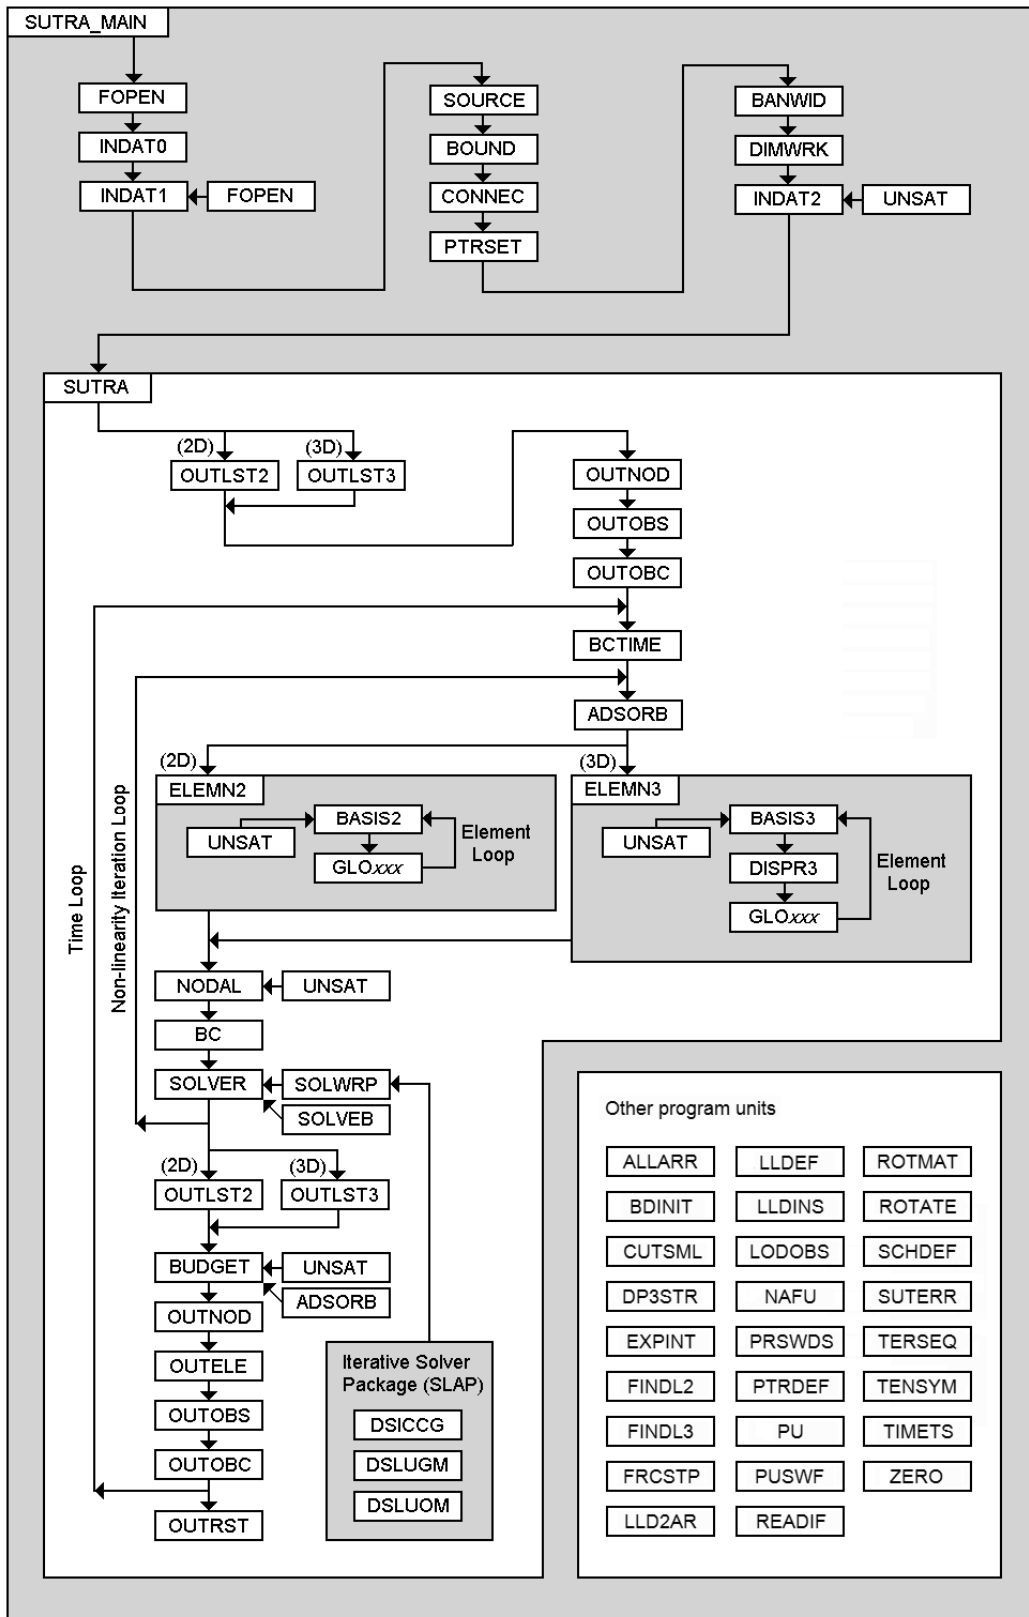 SUTRA_MAIN
FOPEN
INDAT0
INDAT1
FOPEN
SOURCE
BOUND
CONNEC
PTRSET
BANWID
DIMWRK
INDAT2
UNSAT
SUTRA
(2D)
OUTLST2
(3D)
OUTLST3
OUTNOD
OUTOBS
OUTOBC
BCTIME
ADSORB
Time Loop
Non-linearity Iteration Loop
(2D)
ELEMN2
UNSAT
BASIS2
GLOxxx
Element
Loop
(3D)
ELEMN3
UNSAT
BASIS3
DISPR3
GLOxxx
Element
Loop
NODAL
UNSAT
BC
SOLVER
SOLWRP
SOLVEB
(2D)
OUTLST2
(3D)
OUTLST3
BUDGET
UNSAT
ADSORB
OUTNOD
OUTELE
OUTOBS
OUTOBC
OUTRST
Iterative Solver
Package (SLAP)
DSICCG
DSLUGM
DSLUOM
Other program units
ALLARR
BDINIT
CUTSML
DP3STR
EXPINT
FINDL2
FINDL3
FRCSTP
LLD2AR
LLDEF
LLDINS
LODOBS
NAFU
PRSWDS
PTRDEF
PU
PUSWF
READIF
ROTMAT
ROTATE
SCHDEF
SUTERR
TERSEQ
TENSYM
TIMETS
ZERO